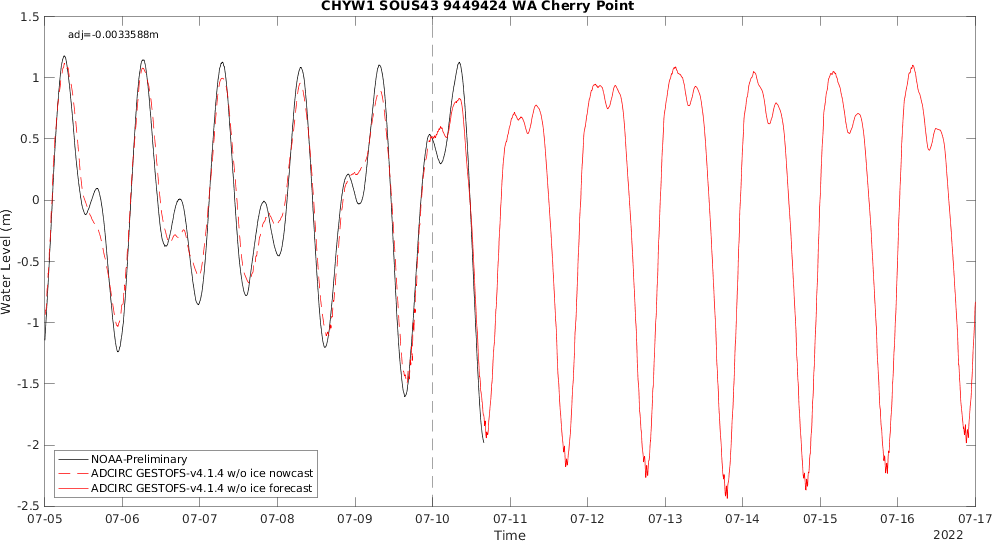 CHYW1 SOUS43 9449424 WA Cherry Point
adj=-0.0033588m
1.5
1
0.5
0
-0.5
-1
-1.5
-2
-2.5
Water Level (m)
NOAA-Preliminary
ADCIRC GESTOFS-v4.1.4 w/o ice nowcast
ADCIRC GESTOFS-v4.1.4 w/o ice forecast
07-05 07-06 07-07 07-08 07-09 07-10 07-11 07-12 07-13 07-14 07-15 07-16 07-17
Time
2022